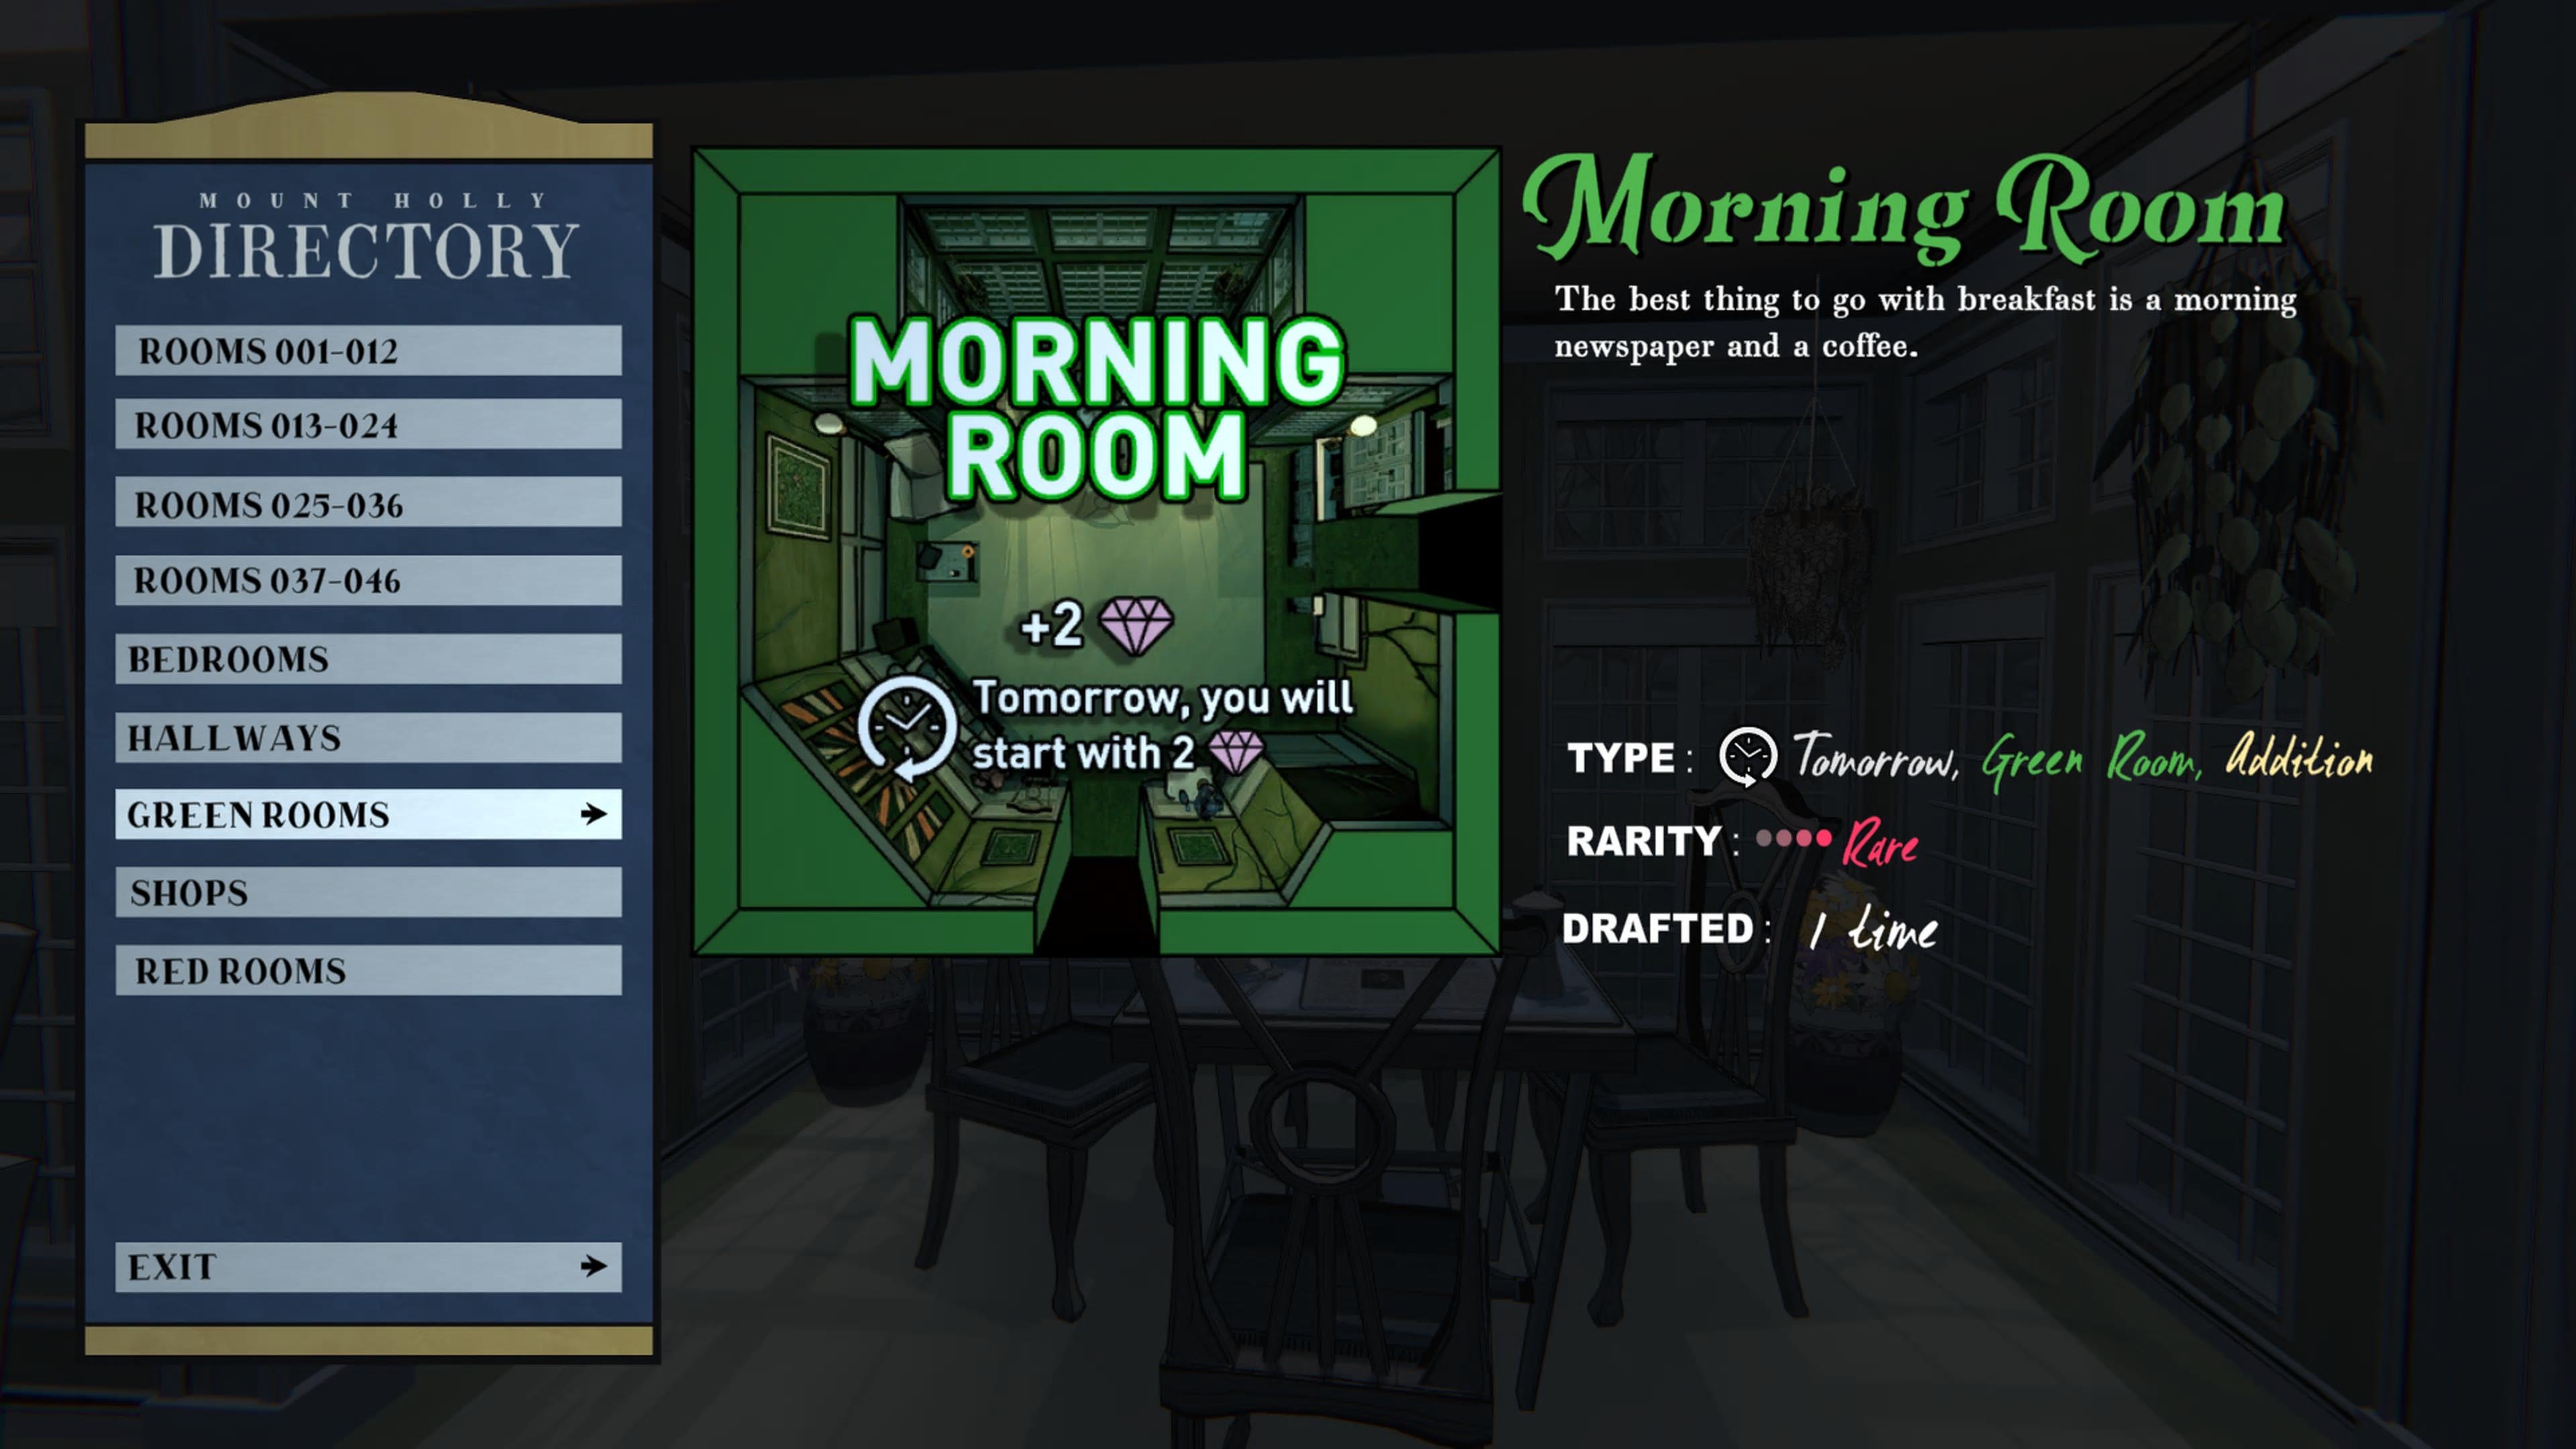 MOUNT HOLLY
DIRECTORY
ROOMS 001-012
ROOMS 013-024
ROOMS 025-036
ROOMS 037-046
BEDROOMS
HALLWAYS
GREEN ROOMS
SHOPS
RED ROOMS
EXIT
MORNING
ROOM
+2
Tomorrow, you will
start with 2
Morning Room
The best thing to go with breakfast is a morning
newspaper and a coffee.
TYPE : Tomorrow, Green Room, Addition
RARITY : Rare
DRAFTED : 1 time